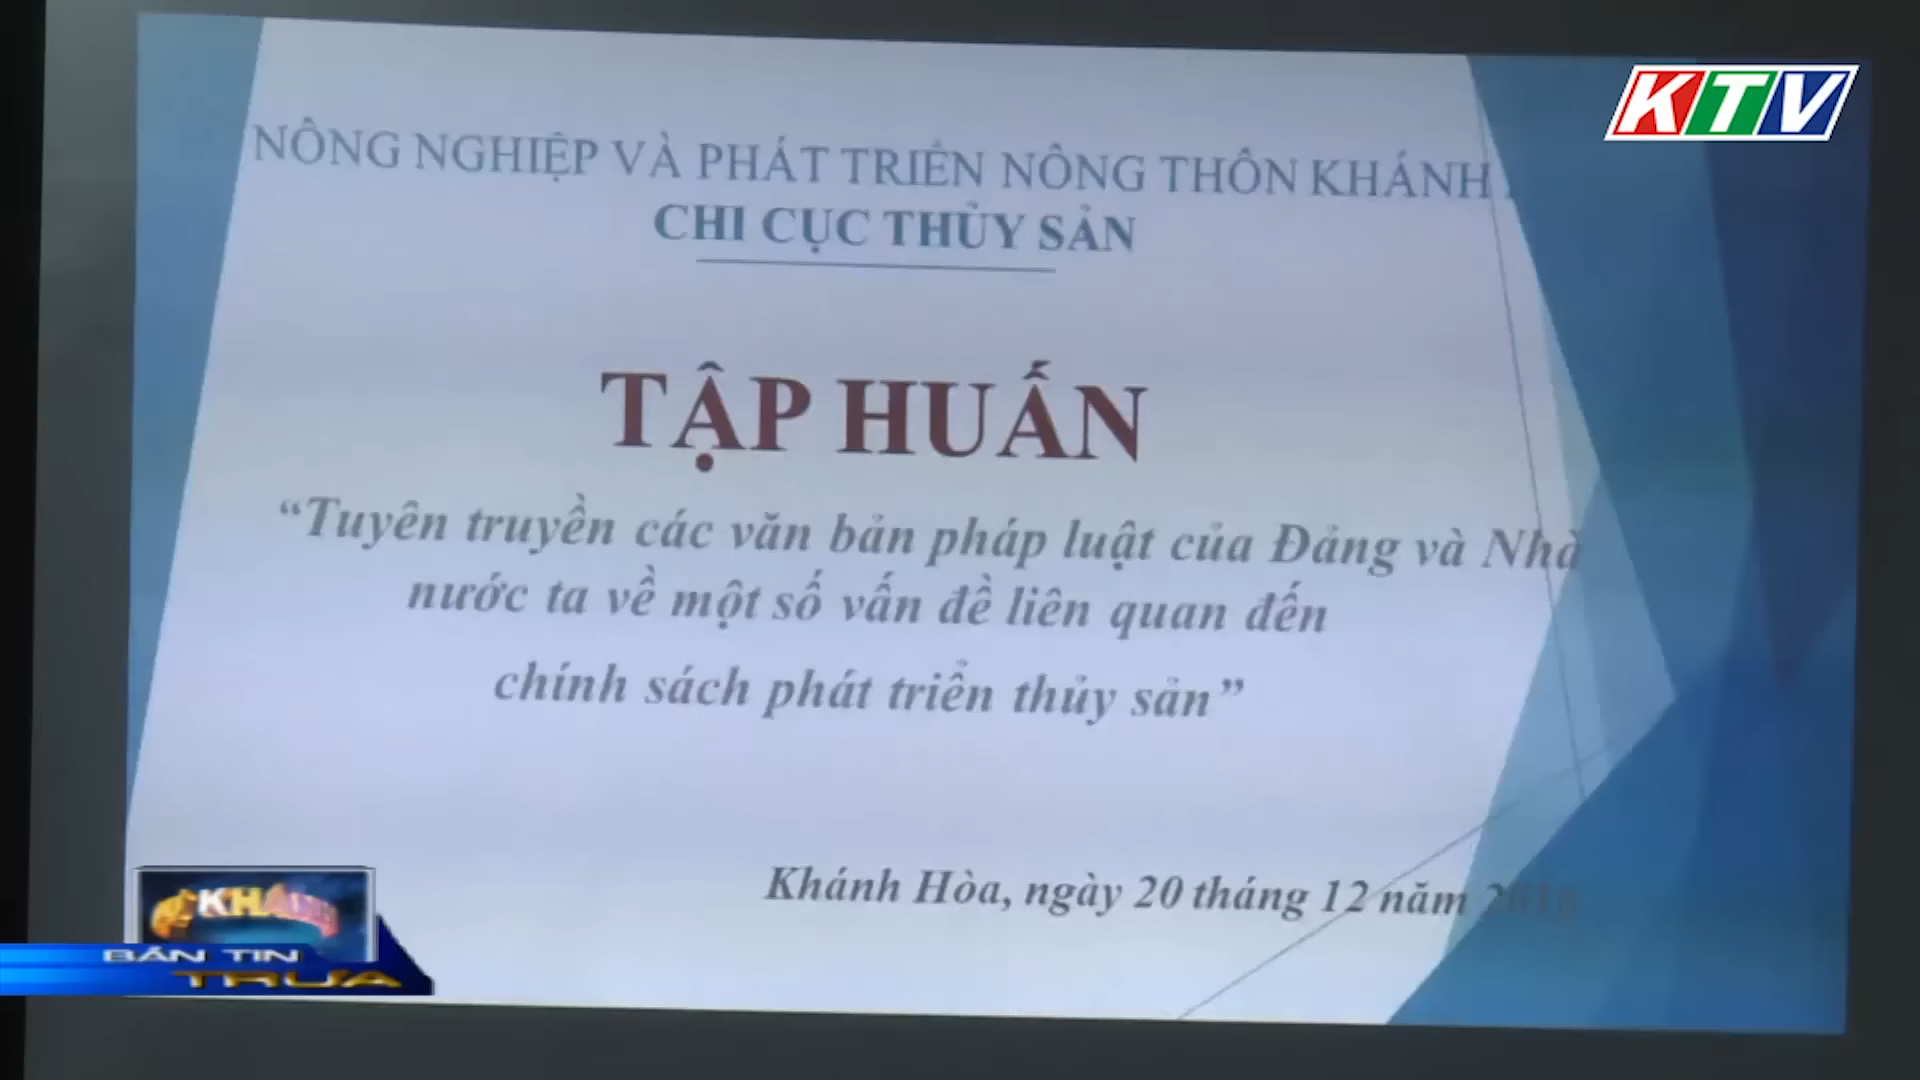 KTV
NÔNG NGHIỆP VÀ PHÁT TRIỂN NÔNG THÔN KHÁNH
CHI CỤC THỦY SẢN
TẬP HUẤN
“Tuyên truyền các văn bản pháp luật của Đảng và Nhà
nước ta về một số vấn đề liên quan đến
chính sách phát triển thủy sản”
Khánh Hòa, ngày 20 tháng 12 năm
KHÁNH
BẢN TIN
TRƯA